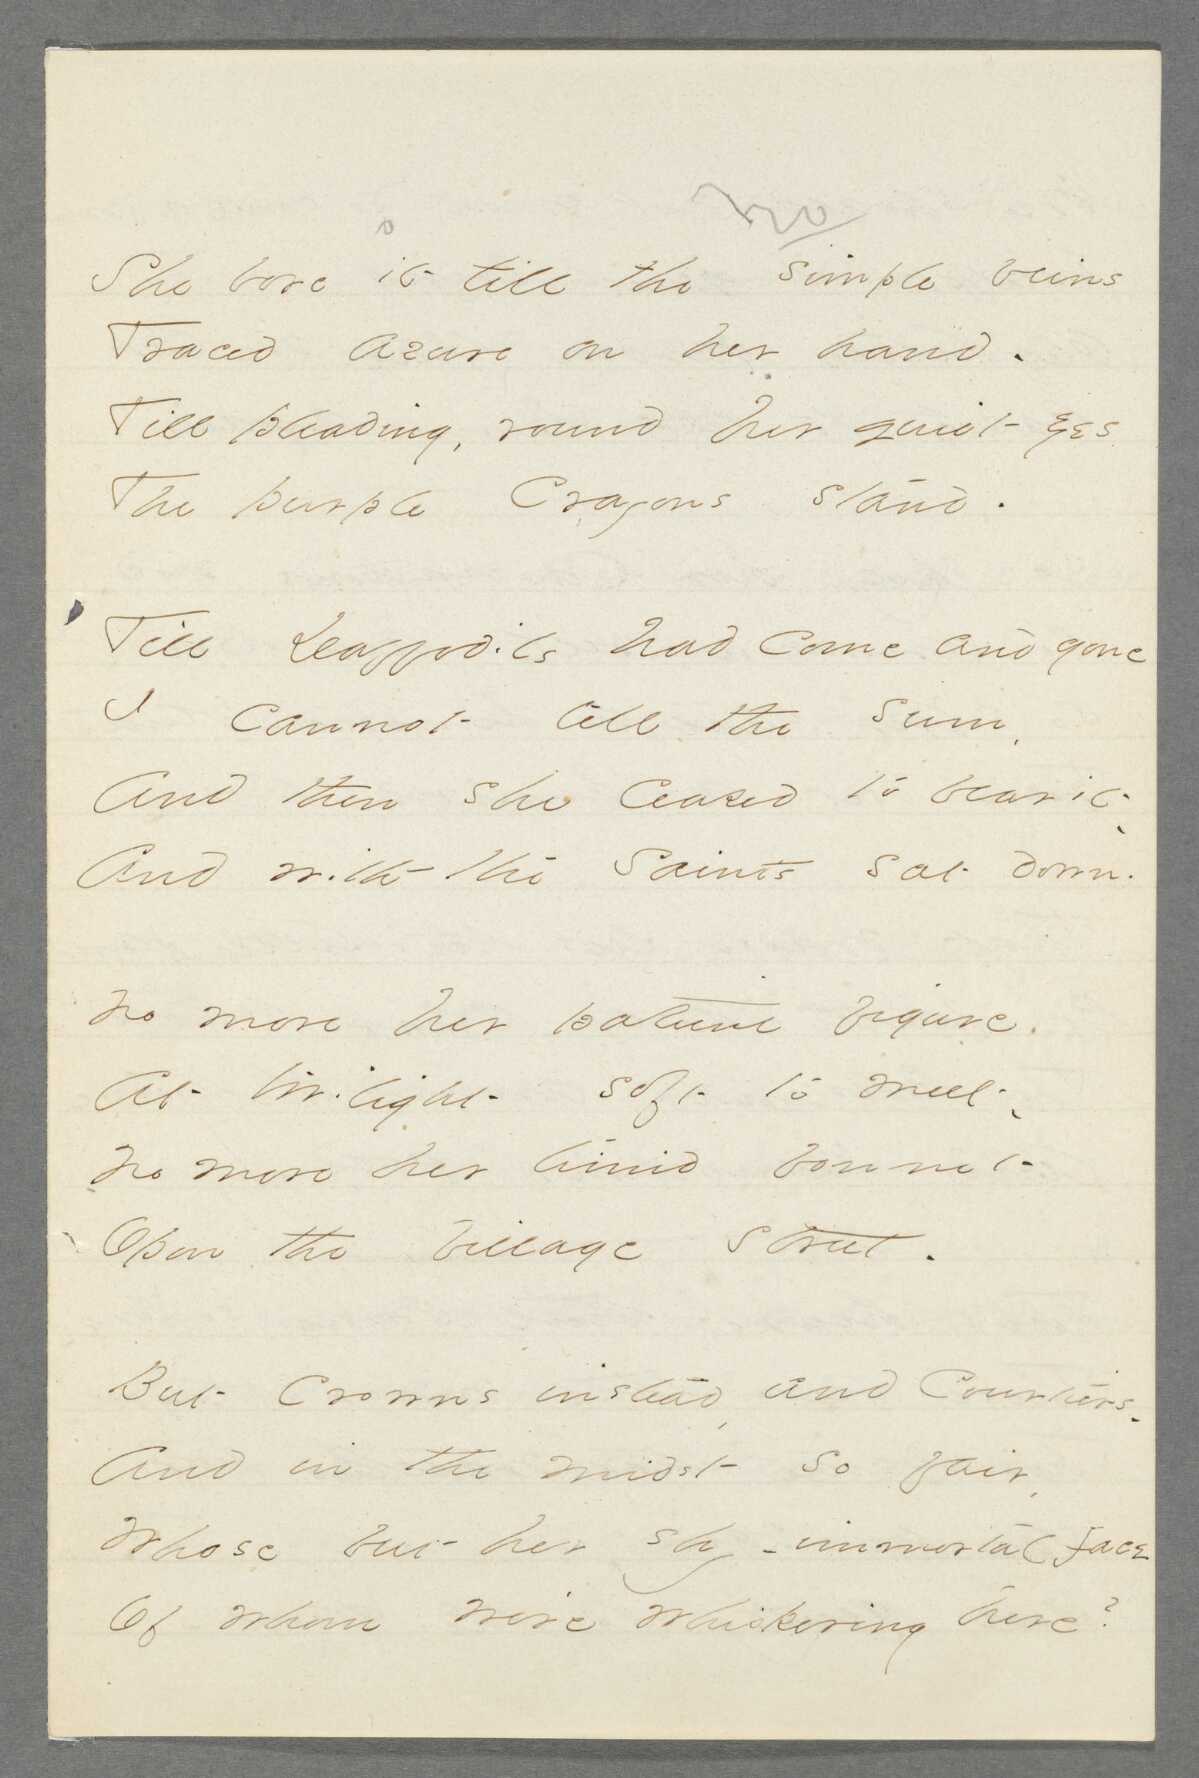 She bore it till the simple veins
Traced azure on her hand.
Till pleading, round her quiet Eyes
The purple Crayons stand.
Till Deaffodils had come and gone
I cannot tell the sum,
And then she ceased to bear it,
And with the Saints sat down.
No more her patient figure.
At twilight soft to meet,
No more her timid bonnet
Upon the village street.
But Crowns instead, and Courtiers.
And in the midst so fair,
Whose but her shy - immortal face
Of whom we're whispering here?